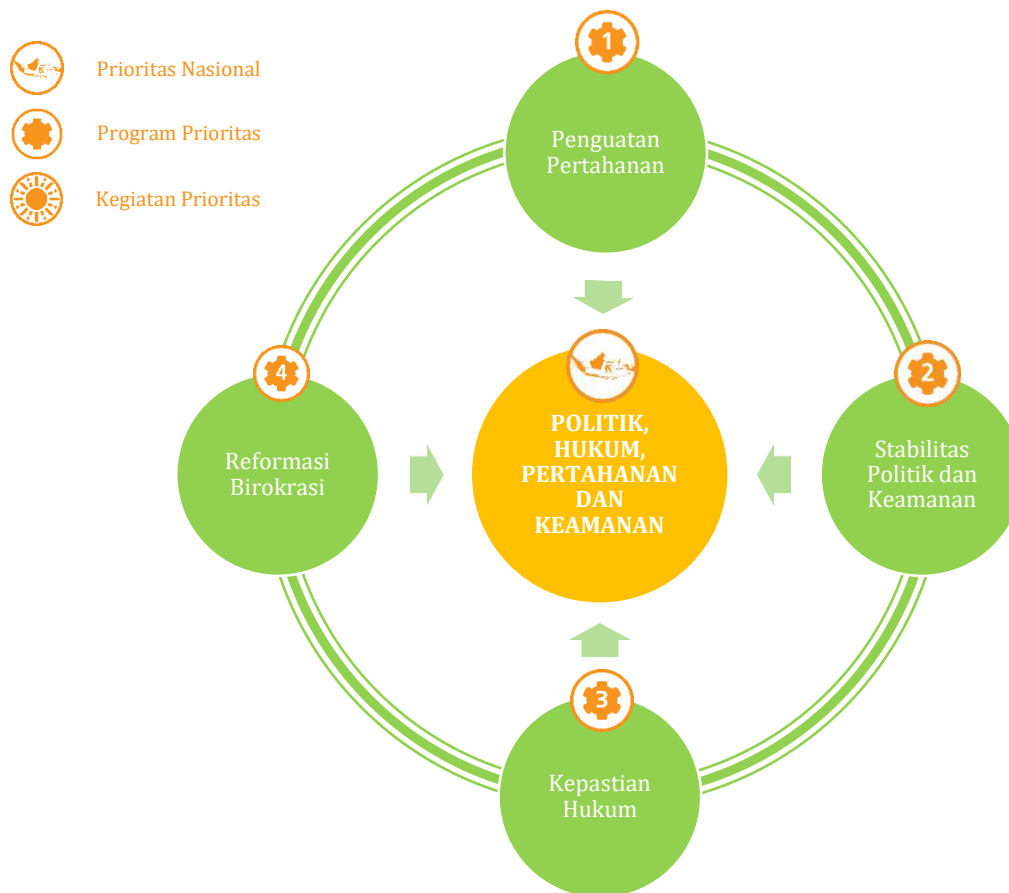 Prioritas Nasional
Program Prioritas
Kegiatan Prioritas
1
Penguatan
Pertahanan
2
Stabilitas
Politik dan
Keamanan
3
Kepastian
Hukum
4
Reformasi
Birokrasi
POLITIK,
HUKUM,
PERTAHANAN
DAN
KEAMANAN